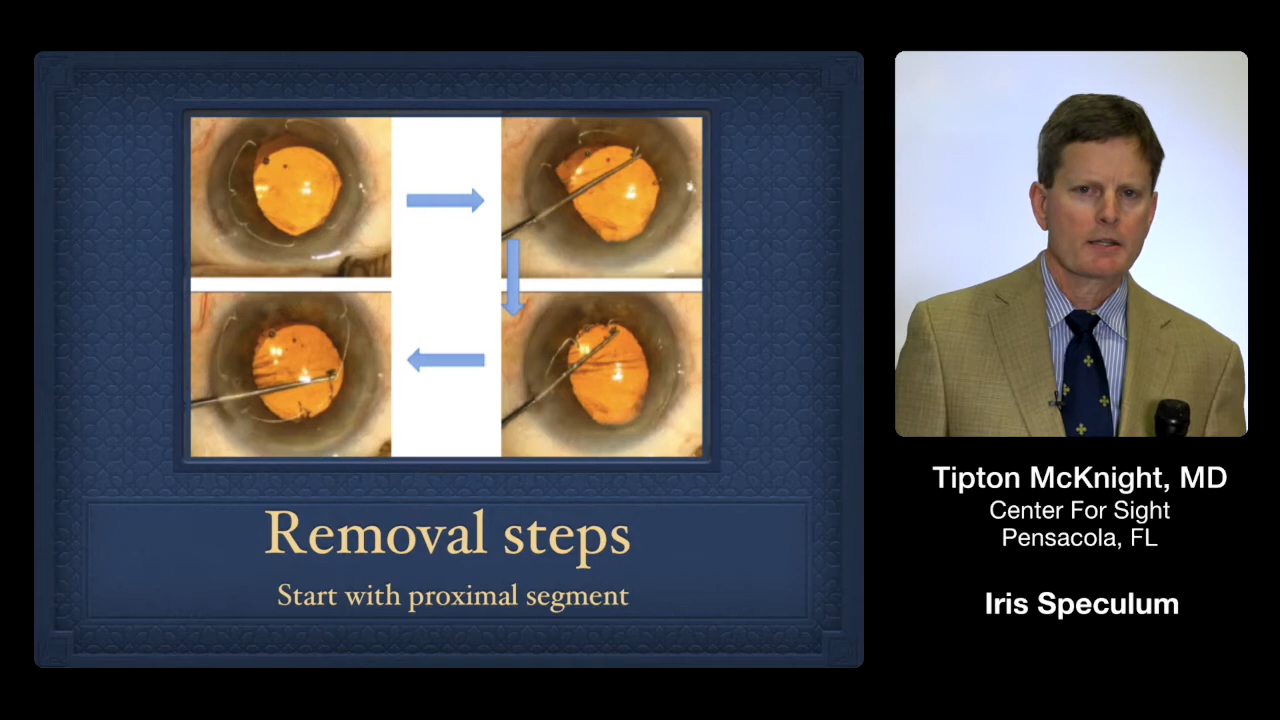 Removal steps
Start with proximal segment
Tipton McKnight, MD
Center For Sight
Pensacola, FL
Iris Speculum